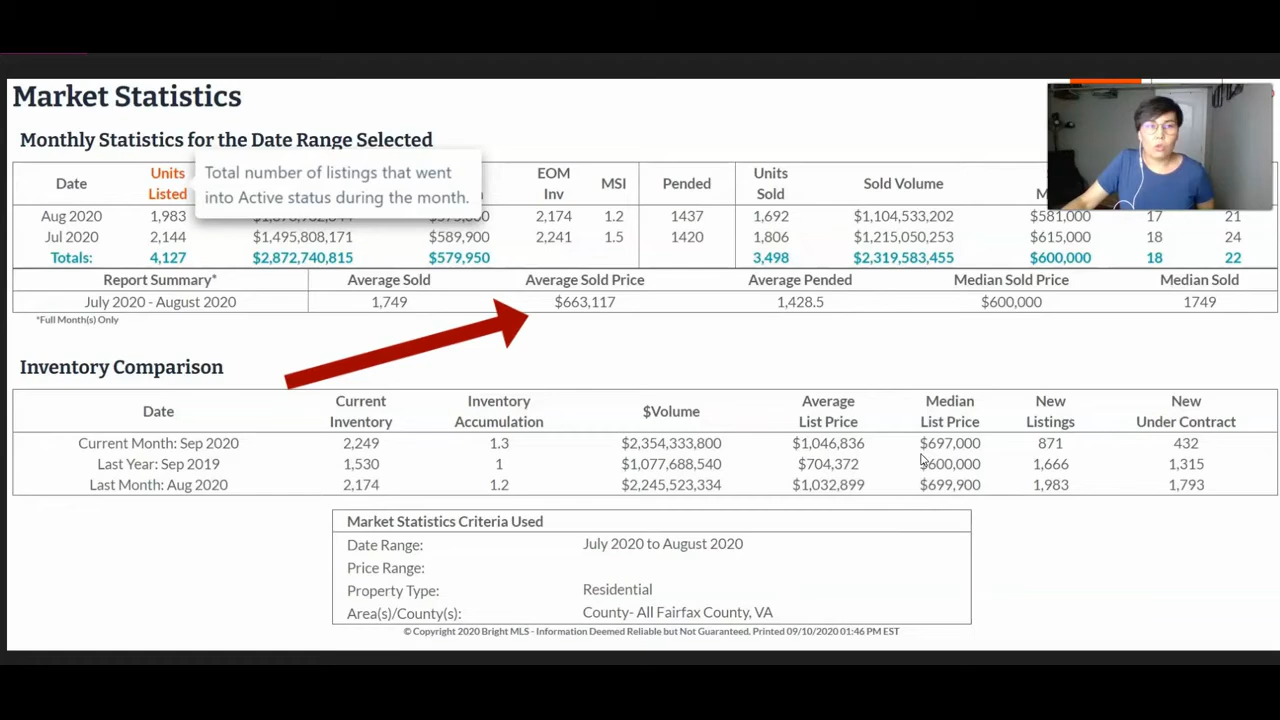 Market Statistics
Monthly Statistics for the Date Range Selected
Date Units Listed EOM Inv MSI Pended Units Sold Sold Volume
Total number of listings that went
into Active status during the month.
Aug 2020 1,983 2,174 1.2 1437 1,692 $1,104,533,202 $581,000 17 21
Jul 2020 2,144 $1,495,808,171 $589,900 2,241 1.5 1420 1,806 $1,215,050,253 $615,000 18 24
Totals: 4,127 $2,872,740,815 $579,950 3,498 $2,319,583,455 $600,000 18 22
Report Summary* Average Sold Average Sold Price Average Pended Median Sold Price Median Sold
July 2020 - August 2020 1,749 $663,117 1,428.5 $600,000 1749
*Full Month(s) Only
Inventory Comparison
Date Current Inventory Inventory Accumulation $Volume Average List Price Median List Price New Listings New Under Contract
Current Month: Sep 2020 2,249 1.3 $2,354,333,800 $1,046,836 $697,000 871 432
Last Year: Sep 2019 1,530 1 $1,077,688,540 $704,372 $600,000 1,666 1,315
Last Month: Aug 2020 2,174 1.2 $2,245,523,334 $1,032,899 $699,900 1,983 1,793
Market Statistics Criteria Used
Date Range: July 2020 to August 2020
Price Range:
Property Type: Residential
Area(s)/County(s): County- All Fairfax County, VA
© Copyright 2020 Bright MLS - Information Deemed Reliable but Not Guaranteed. Printed 09/10/2020 01:46 PM EST